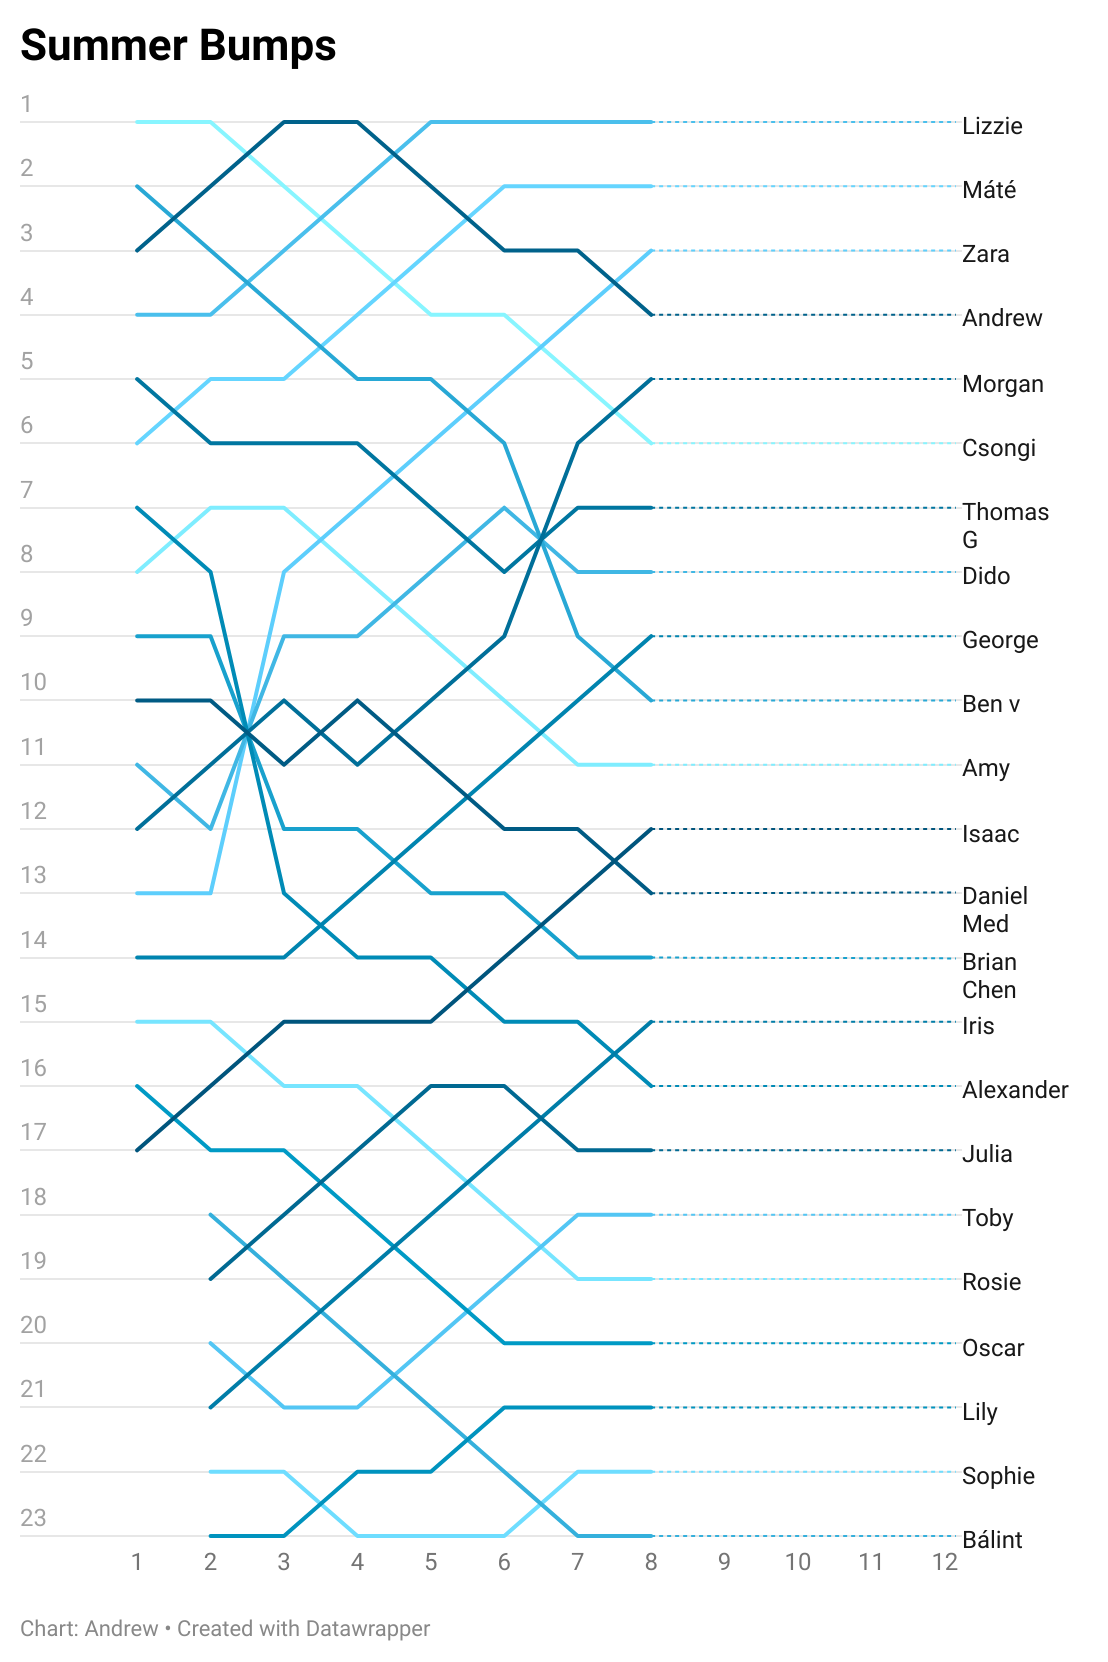 Summer Bumps
1
2
3
4
5
6
7
8
9
10
11
12
13
14
15
16
17
18
19
20
21
22
23
Lizzie
Máté
Zara
Andrew
Morgan
Csongi
Thomas
G
Dido
George
Ben v
Amy
Isaac
Daniel
Med
Brian
Chen
Iris
Alexander
Julia
Toby
Rosie
Oscar
Lily
Sophie
Bálint
1 2 3 4 5 6 7 8 9 10 11 12
Chart: Andrew • Created with Datawrapper